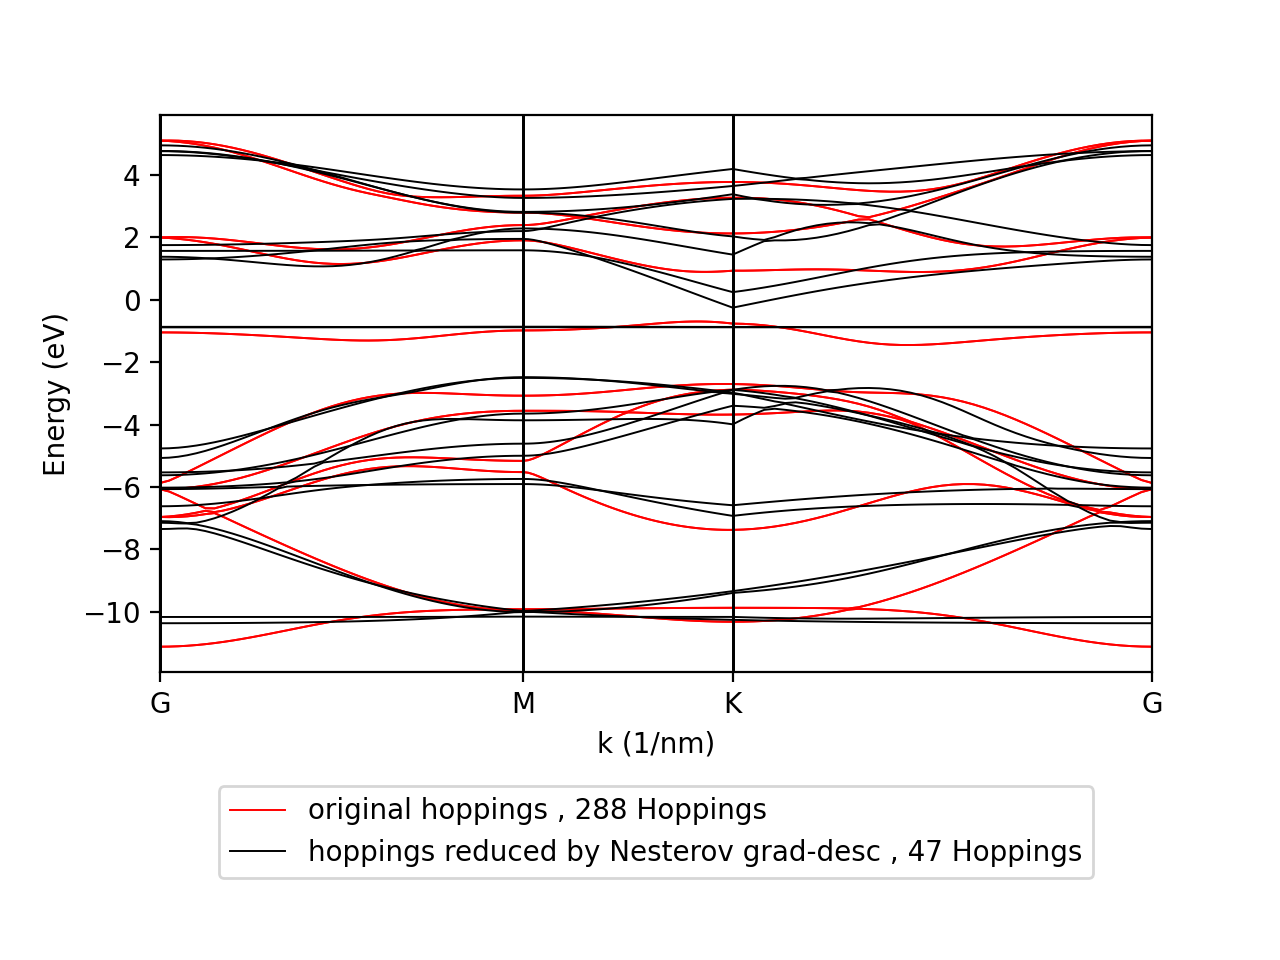 4
2
0
−2
−4
−6
−8
−10
Energy (eV)
G M K G
k (1/nm)
original hoppings , 288 Hoppings
hoppings reduced by Nesterov grad-desc , 47 Hoppings